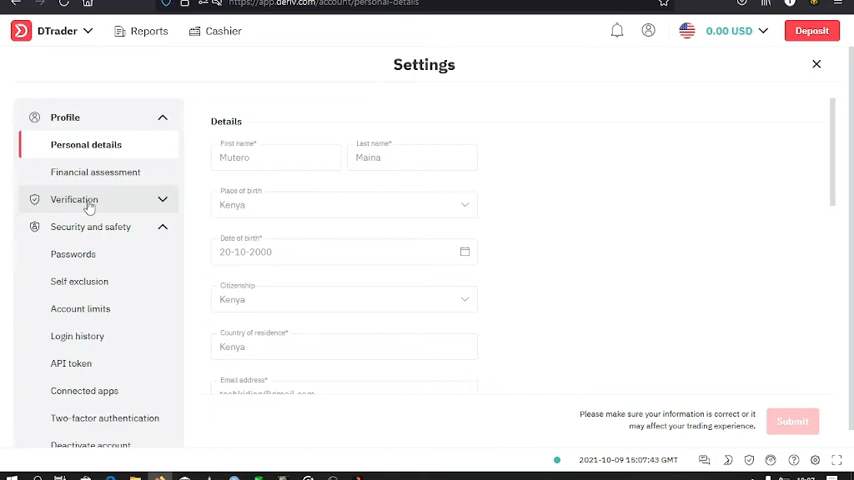 https://app.deriv.com/account/personal-details
DTrader
Reports
Cashier
0.00 USD
Deposit
Settings
Profile
Personal details
Financial assessment
Verification
Security and safety
Passwords
Self exclusion
Account limits
Login history
API token
Connected apps
Two-factor authentication
Deactivate account
Details
First name*
Mutero
Last name*
Maina
Place of birth
Kenya
Date of birth*
20-10-2000
Citizenship
Kenya
Country of residence*
Kenya
Email address*
Please make sure your information is correct or it
may affect your trading experience.
Submit
2021-10-09 15:07:43 GMT